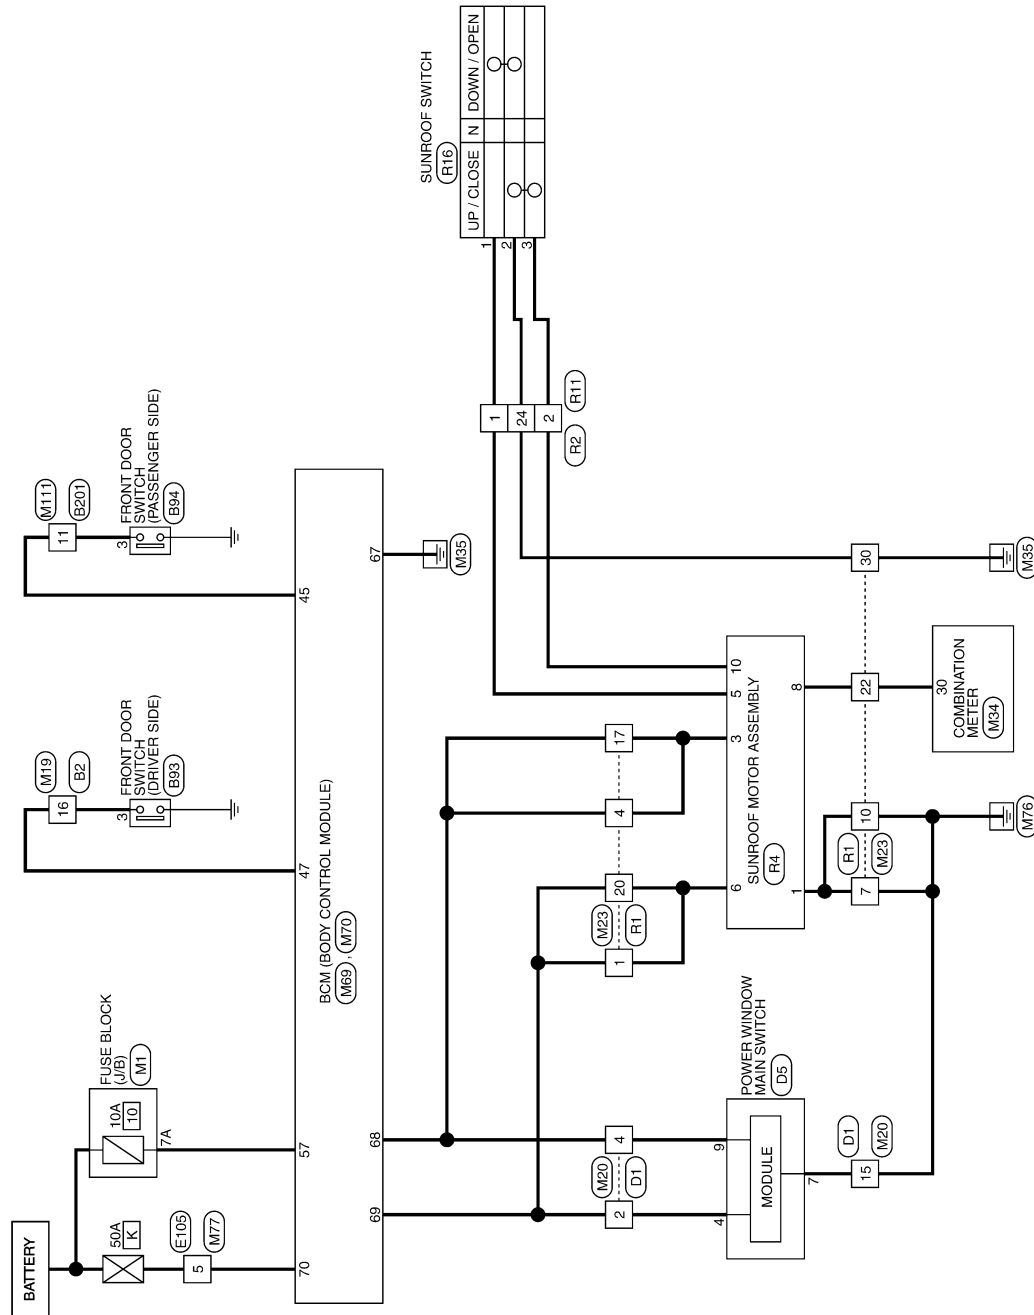 BATTERY
50A
K
E105
5
M77
70
FUSE BLOCK
(J/B)
M1
10A
10
7A
57
M19
16
B2
FRONT DOOR
SWITCH
(DRIVER SIDE)
B93
3
47
M111
11
B201
FRONT DOOR
SWITCH
(PASSENGER SIDE)
B94
3
45
BCM (BODY CONTROL MODULE)
M69 , M70
67
M35
69
68
M20
2
4
D1
4
9
POWER WINDOW
MAIN SWITCH
D5
MODULE
7
D1
15
M20
M23
1
20
4
17
R1
6
3
5
10
SUNROOF MOTOR ASSEMBLY
R4
1
8
R1
7
10
22
30
M23
M76
30
COMBINATION
METER
M34
M35
SUNROOF SWITCH
R16
UP / CLOSE
N
DOWN / OPEN
1
2
3
1
24
2
R11
R2